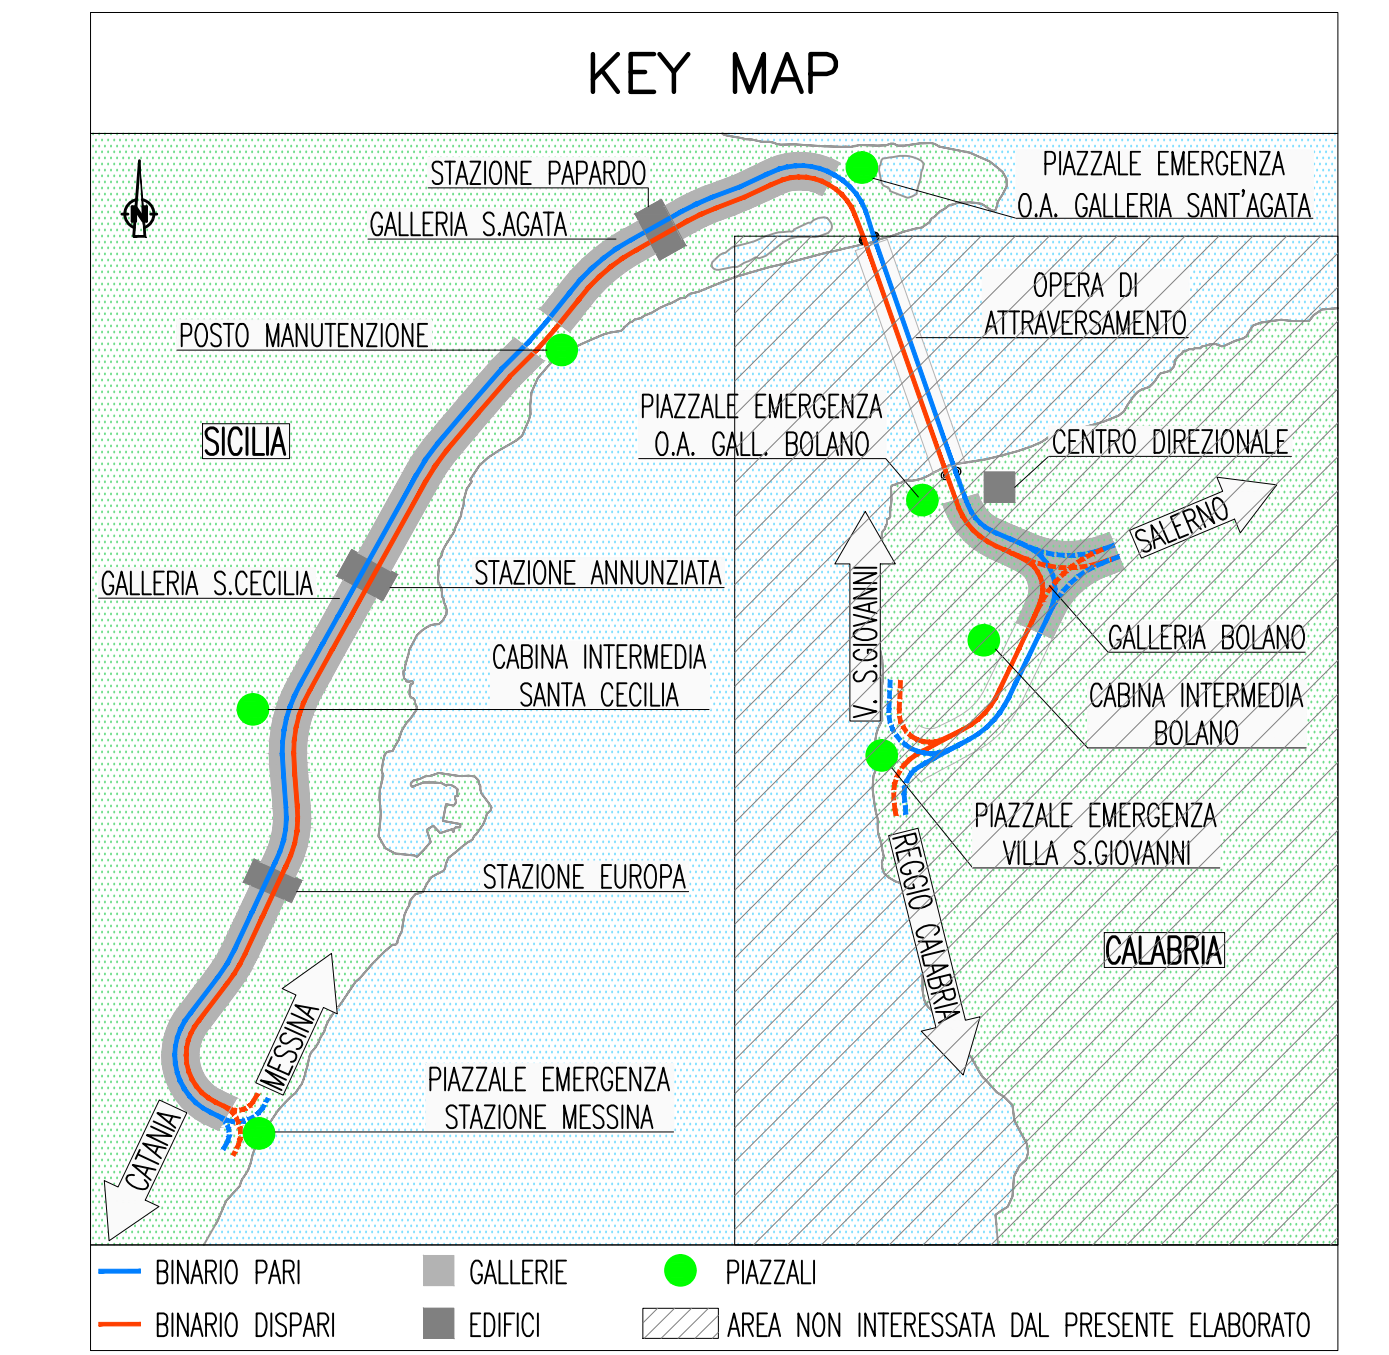 KEY MAP
N
STAZIONE PAPARDO
GALLERIA S.AGATA
PIAZZALE EMERGENZA
O.A. GALLERIA SANT'AGATA
OPERA DI
ATTRAVERSAMENTO
POSTO MANUTENZIONE
PIAZZALE EMERGENZA
O.A. GALL. BOLANO
SICILIA
CENTRO DIREZIONALE
SALERNO
GALLERIA S.CECILIA
STAZIONE ANNUNZIATA
V. S.GIOVANNI
GALLERIA BOLANO
CABINA INTERMEDIA
SANTA CECILIA
CABINA INTERMEDIA
BOLANO
PIAZZALE EMERGENZA
VILLA S.GIOVANNI
STAZIONE EUROPA
REGGIO CALABRIA
CALABRIA
MESSINA
PIAZZALE EMERGENZA
STAZIONE MESSINA
CATANIA
BINARIO PARI
GALLERIE
PIAZZALI
BINARIO DISPARI
EDIFICI
AREA NON INTERESSATA DAL PRESENTE ELABORATO